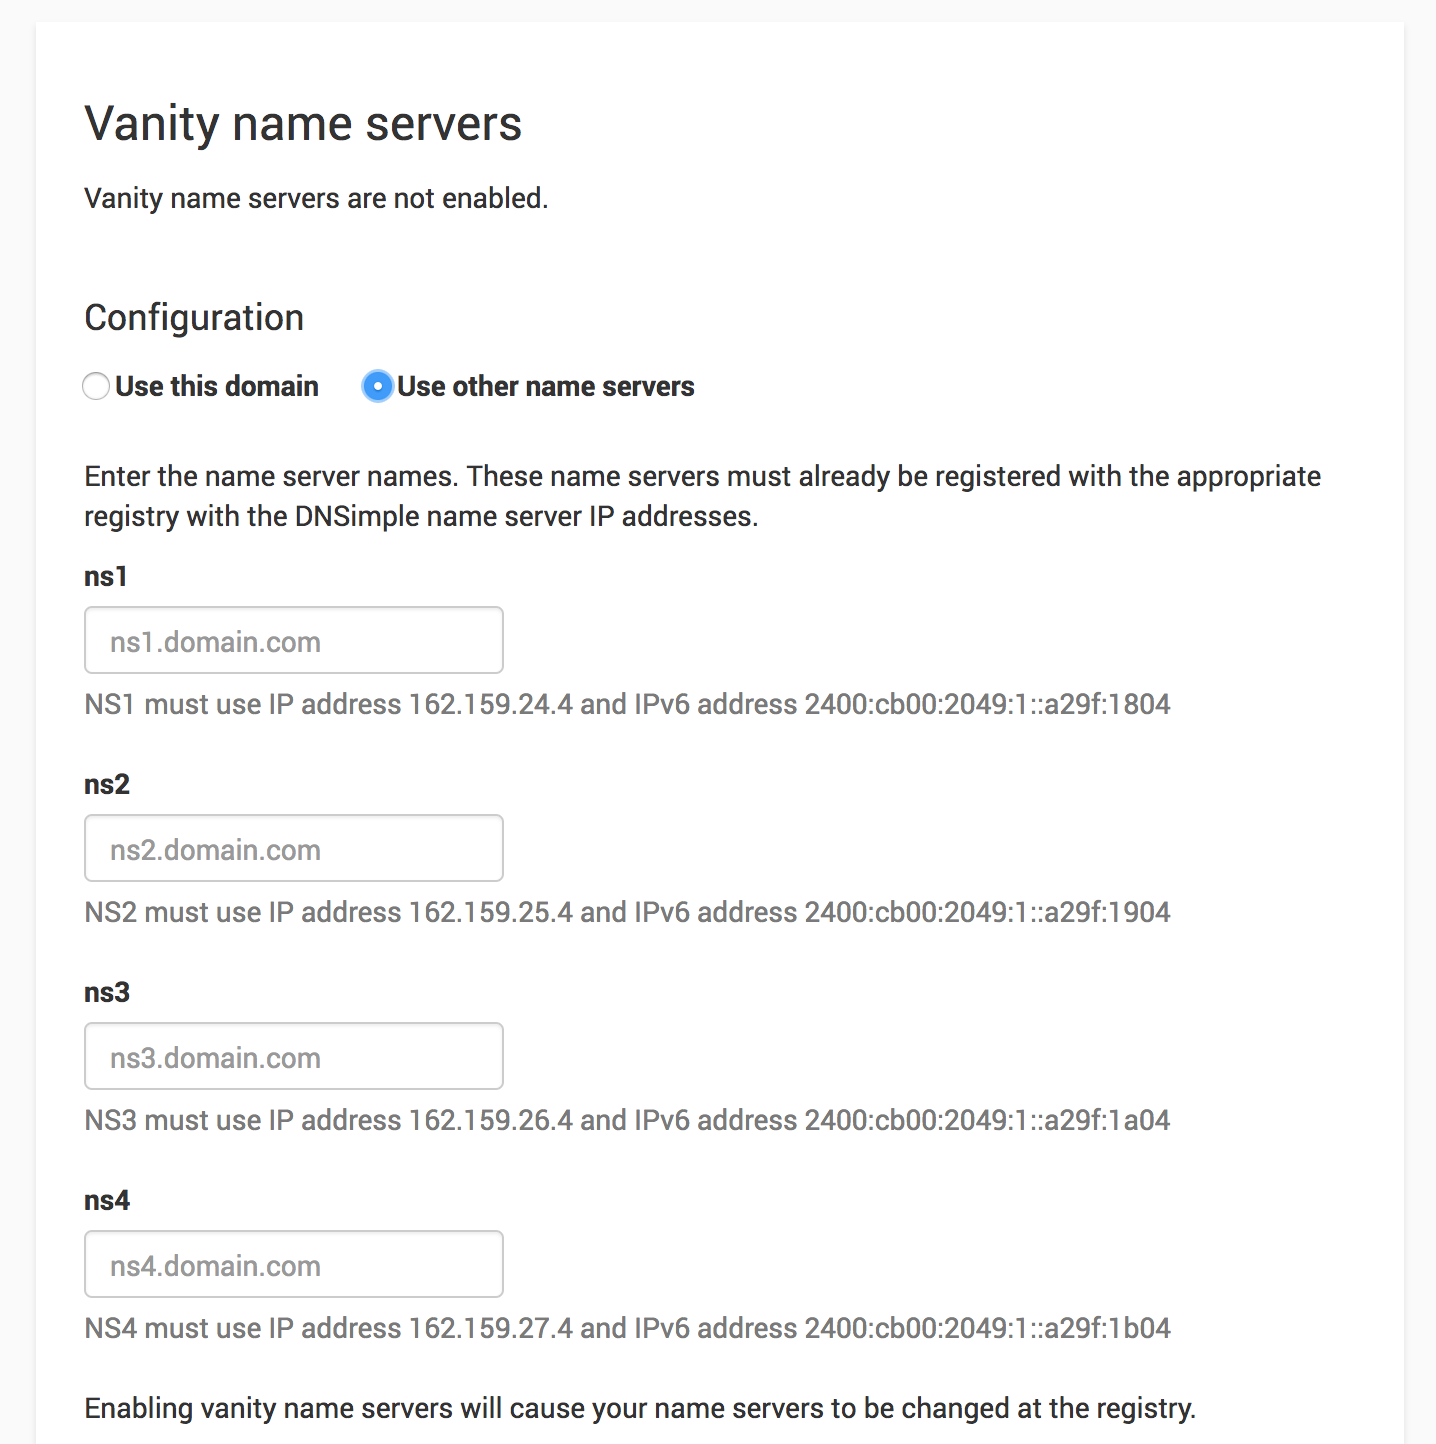 Vanity name servers
Vanity name servers are not enabled.
Configuration
Use this domain
Use other name servers
Enter the name server names. These name servers must already be registered with the appropriate
registry with the DNSimple name server IP addresses.
ns1
ns1.domain.com
NS1 must use IP address 162.159.24.4 and IPv6 address 2400:cb00:2049:1::a29f:1804
ns2
ns2.domain.com
NS2 must use IP address 162.159.25.4 and IPv6 address 2400:cb00:2049:1::a29f:1904
ns3
ns3.domain.com
NS3 must use IP address 162.159.26.4 and IPv6 address 2400:cb00:2049:1::a29f:1a04
ns4
ns4.domain.com
NS4 must use IP address 162.159.27.4 and IPv6 address 2400:cb00:2049:1::a29f:1b04
Enabling vanity name servers will cause your name servers to be changed at the registry.